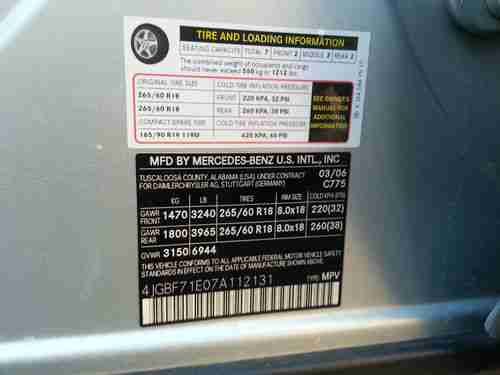 TIRE AND LOADING INFORMATION
SEATING CAPACITY TOTAL 7 FRONT 2 MIDDLE 3 REAR 2
The combined weight of occupants and cargo
should never exceed 550 kg or 1212 lbs.
ORIGINAL TIRE SIZE COLD TIRE INFLATION PRESSURE
265/60 R18 FRONT 220 KPA, 32 PSI
265/60 R18 REAR 260 KPA, 38 PSI
COMPACT SPARE TIRE COLD TIRE INFLATION PRESSURE
165/90 R19 119M 420 KPA, 60 PSI
SEE OWNER'S
MANUAL FOR
ADDITIONAL
INFORMATION
MFD BY MERCEDES-BENZ U.S. INTL., INC
TUSCALOOSA COUNTY, ALABAMA (USA) UNDER CONTRACT 03/06
FOR DAIMLERCHRYSLER AG, STUTTGART (GERMANY) C775
KG LB TIRES RIM SIZE COLD KPA (PSI)
GAWR FRONT 1470 3240 265/60 R18 8.0x18 220(32)
GAWR REAR 1800 3965 265/60 R18 8.0x18 260(38)
GVWR 3150 6944
THIS VEHICLE CONFORMS TO ALL APPLICABLE FEDERAL
MOTOR VEHICLE SAFETY AND THEFT PREVENTION STANDARDS
IN EFFECT ON THE DATE OF MANUFACTURE SHOWN ABOVE.
4JGBF71E07A112131 TYPE MPV